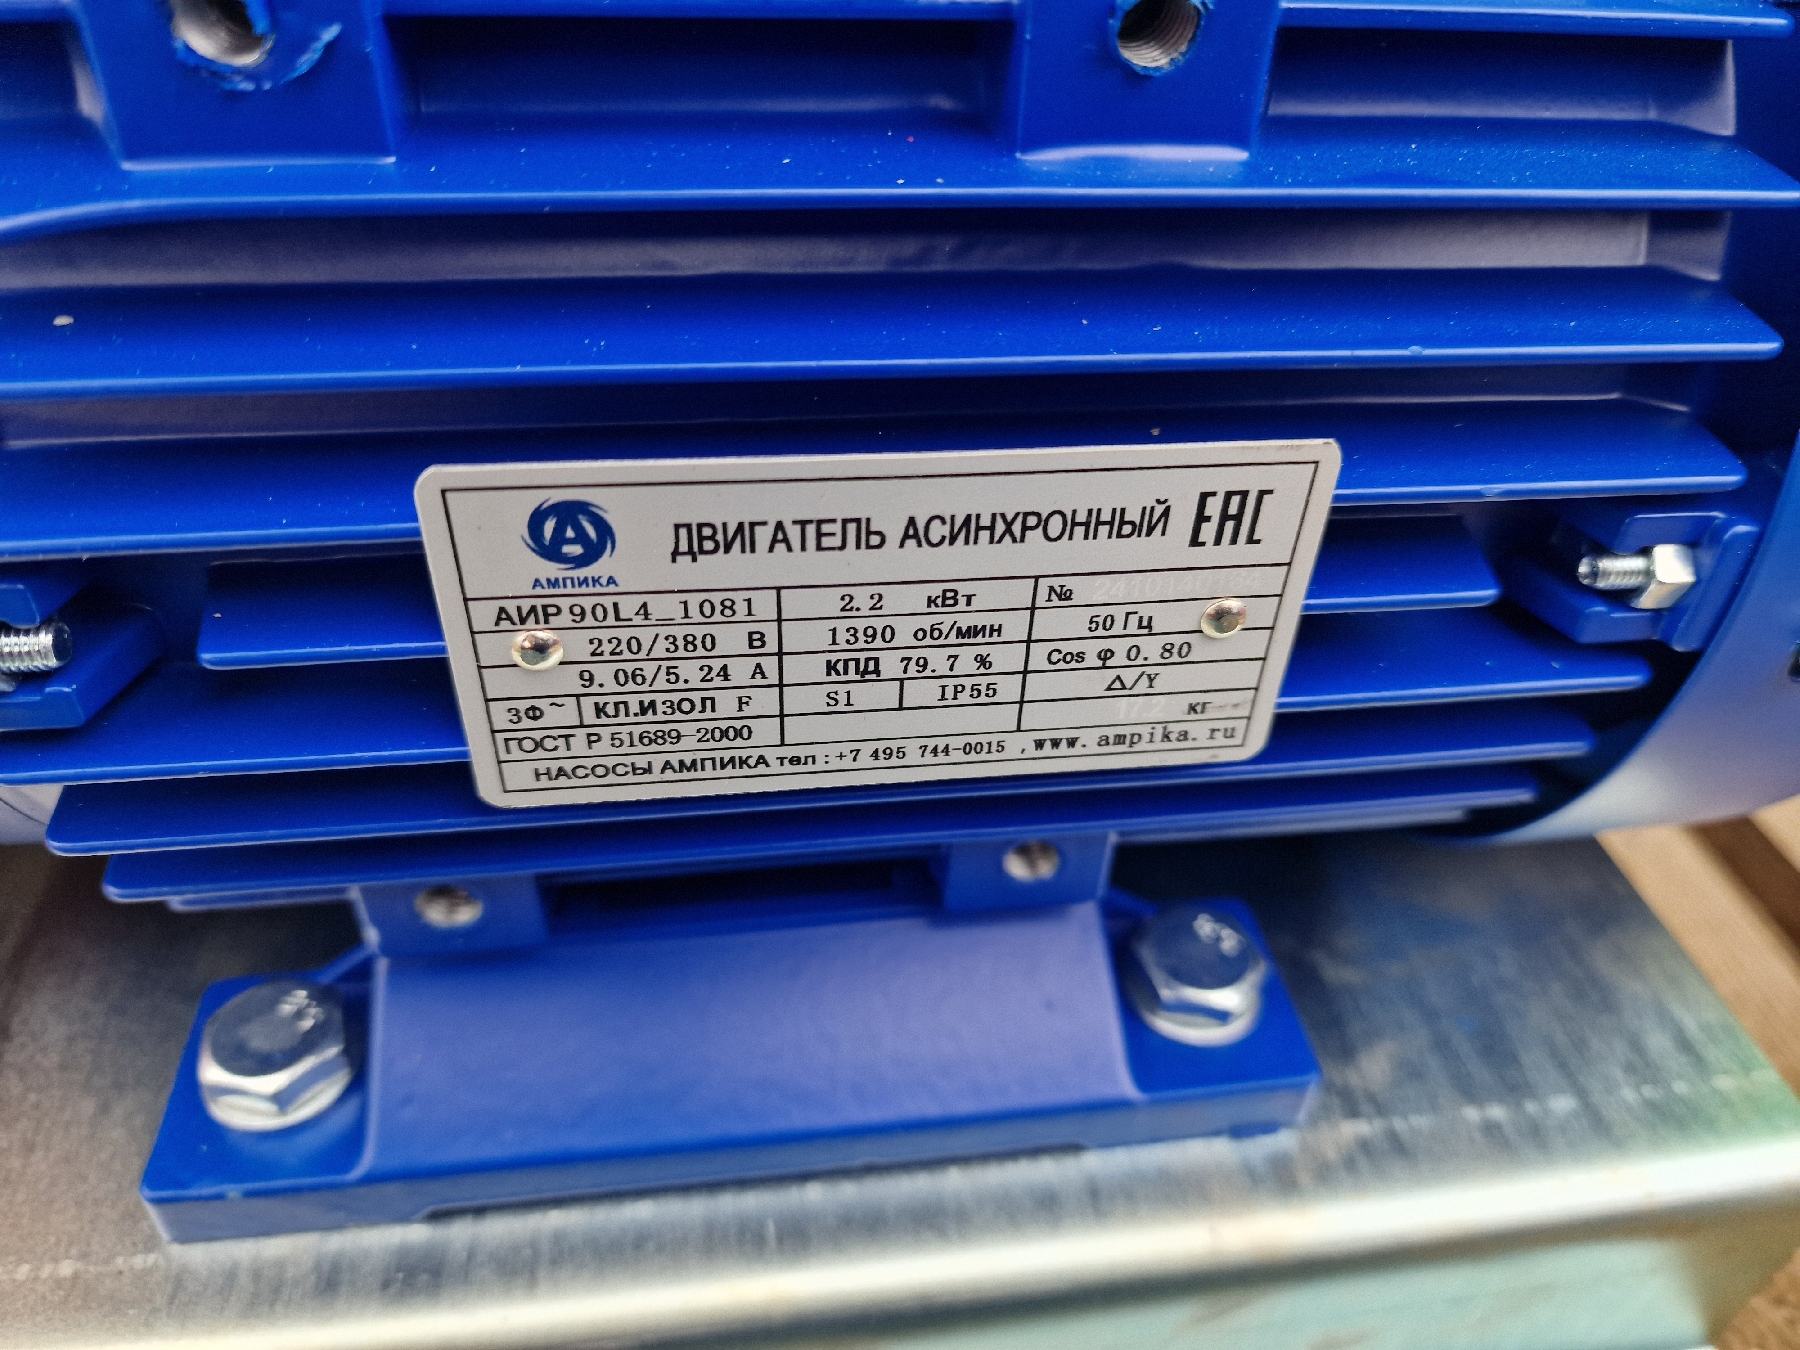 АМПИКА
ДВИГАТЕЛЬ АСИНХРОННЫЙ EAC
АИР90L4_1081 2.2 кВт №
220/380 В 1390 об/мин 50 Гц
9.06/5.24 А КПД 79.7 % Cos φ 0.80
3Ф~ КЛ.ИЗОЛ F S1 IP55 Δ/Y
ГОСТ Р 51689-2000 17.2 кг
НАСОСЫ АМПИКА тел :+7 495 744-0015 ,www.ampika.ru